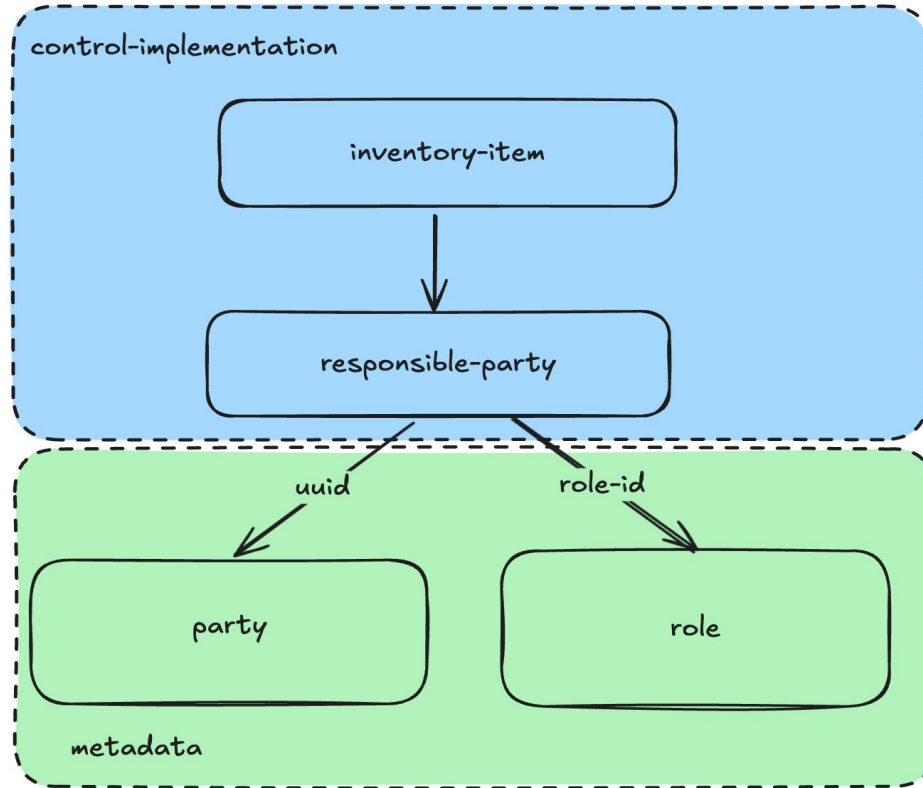 control-implementation
inventory-item
responsible-party
uuid
role-id
party
role
metadata